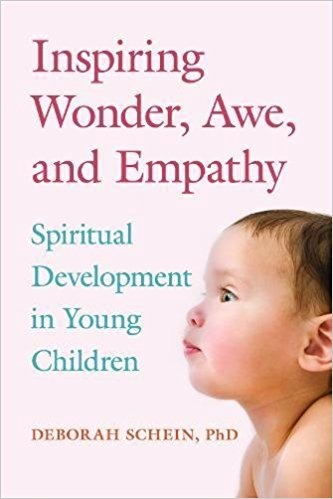 Inspiring
Wonder, Awe,
and Empathy
Spiritual
Development
in Young
Children
DEBORAH SCHEIN, PhD